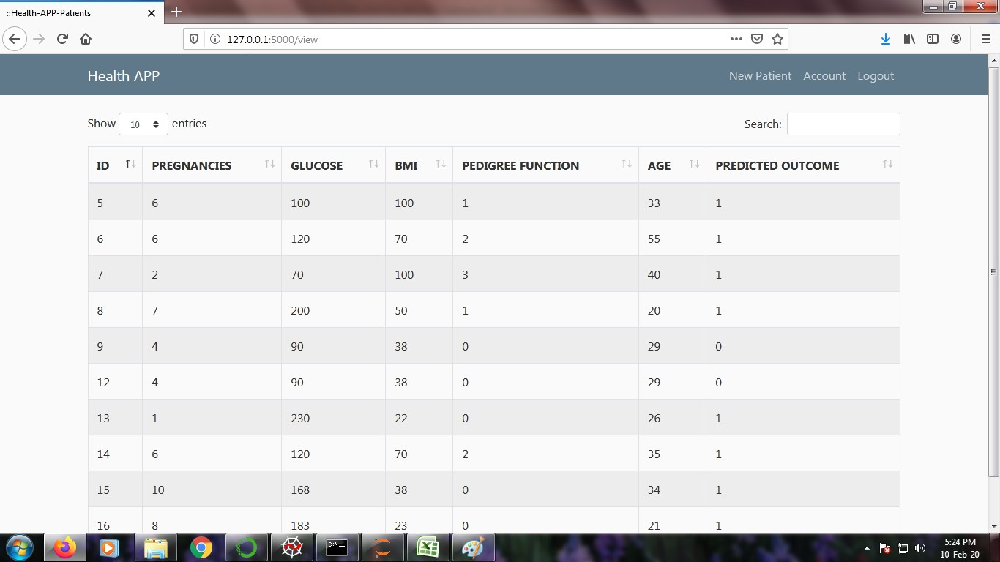 ::Health-APP-Patients
127.0.0.1:5000/view
Health APP New Patient Account Logout
Show 10 entries Search:
ID PREGNANCIES GLUCOSE BMI PEDIGREE FUNCTION AGE PREDICTED OUTCOME
5 6 100 100 1 33 1
6 6 120 70 2 55 1
7 2 70 100 3 40 1
8 7 200 50 1 20 1
9 4 90 38 0 29 0
12 4 90 38 0 29 0
13 1 230 22 0 26 1
14 6 120 70 2 35 1
15 10 168 38 0 34 1
16 8 183 23 0 21 1
5:24 PM
10-Feb-20